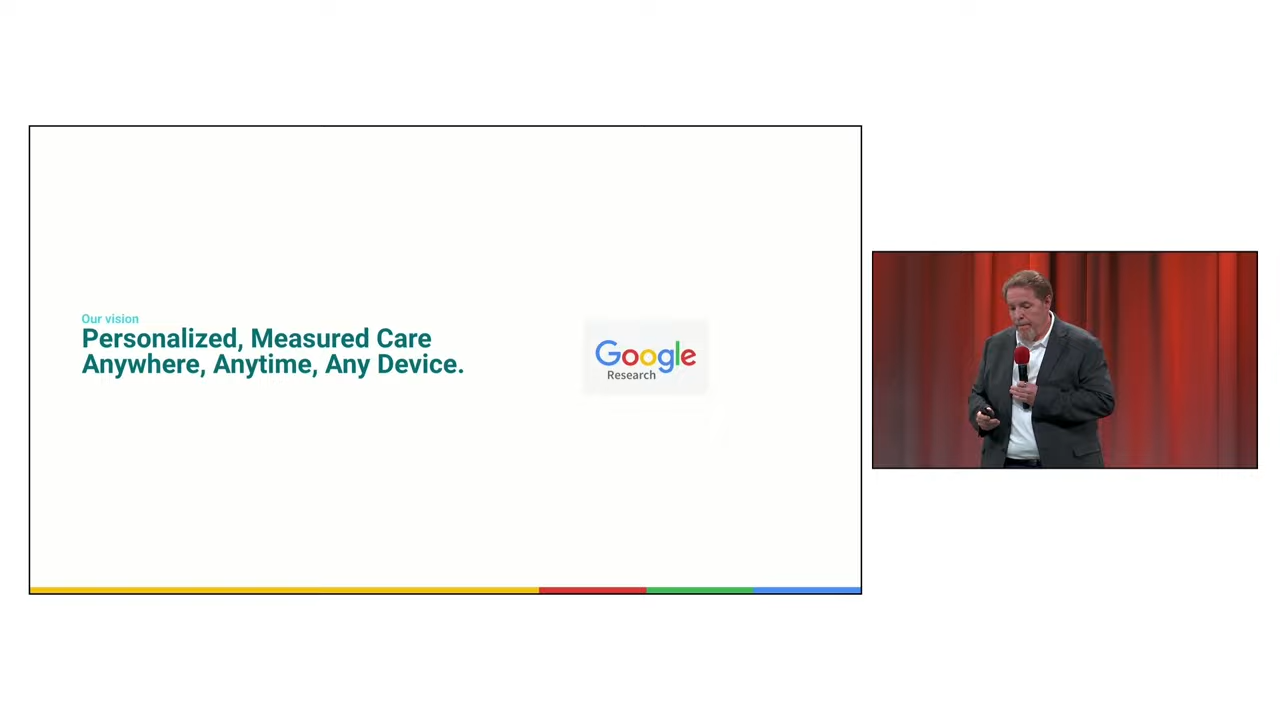 Our vision
Personalized, Measured Care
Anywhere, Anytime, Any Device.
Google
Research